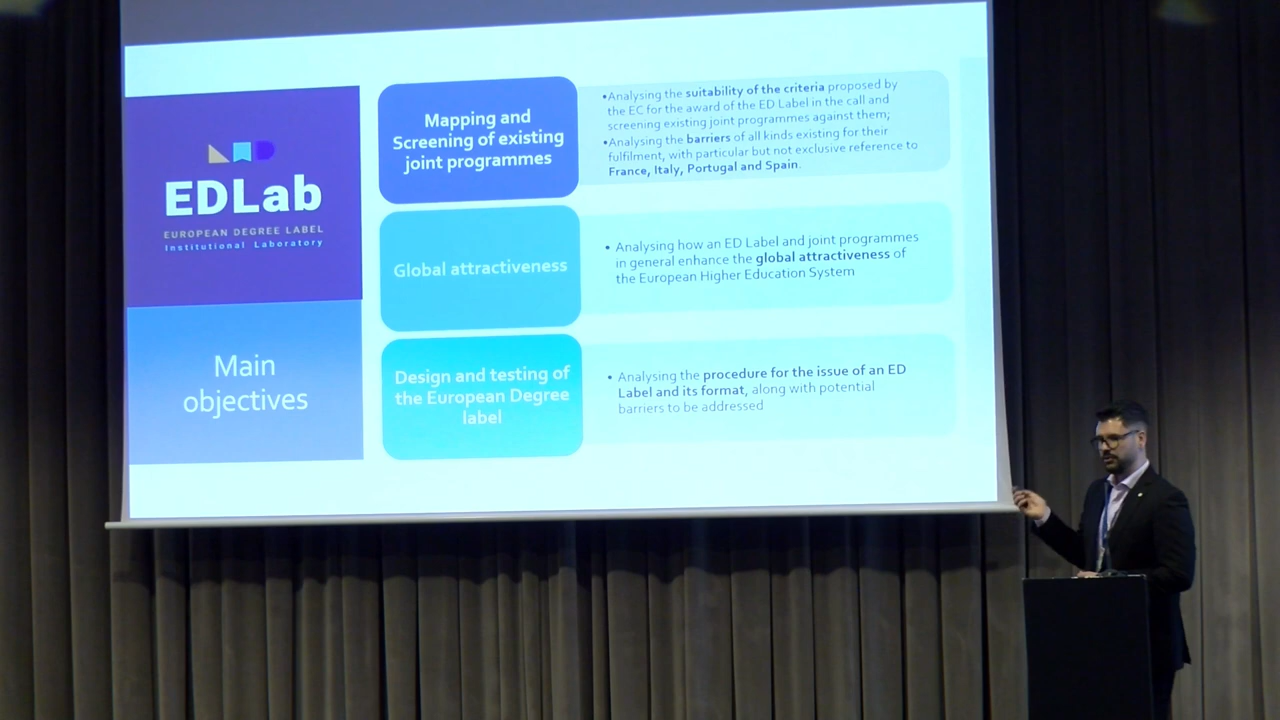 EDLab
EUROPEAN DEGREE LABEL
Institutional Laboratory
Main
objectives
Mapping and
Screening of existing
joint programmes
•Analysing the suitability of the criteria proposed by
the EC for the award of the ED Label in the call and
screening existing joint programmes against them;
•Analysing the barriers of all kinds existing for their
fulfilment, with particular but not exclusive reference to
France, Italy, Portugal and Spain.
Global attractiveness
• Analysing how an ED Label and joint programmes
in general enhance the global attractiveness of
the European Higher Education System
Design and testing of
the European Degree
label
• Analysing the procedure for the issue of an ED
Label and its format, along with potential
barriers to be addressed